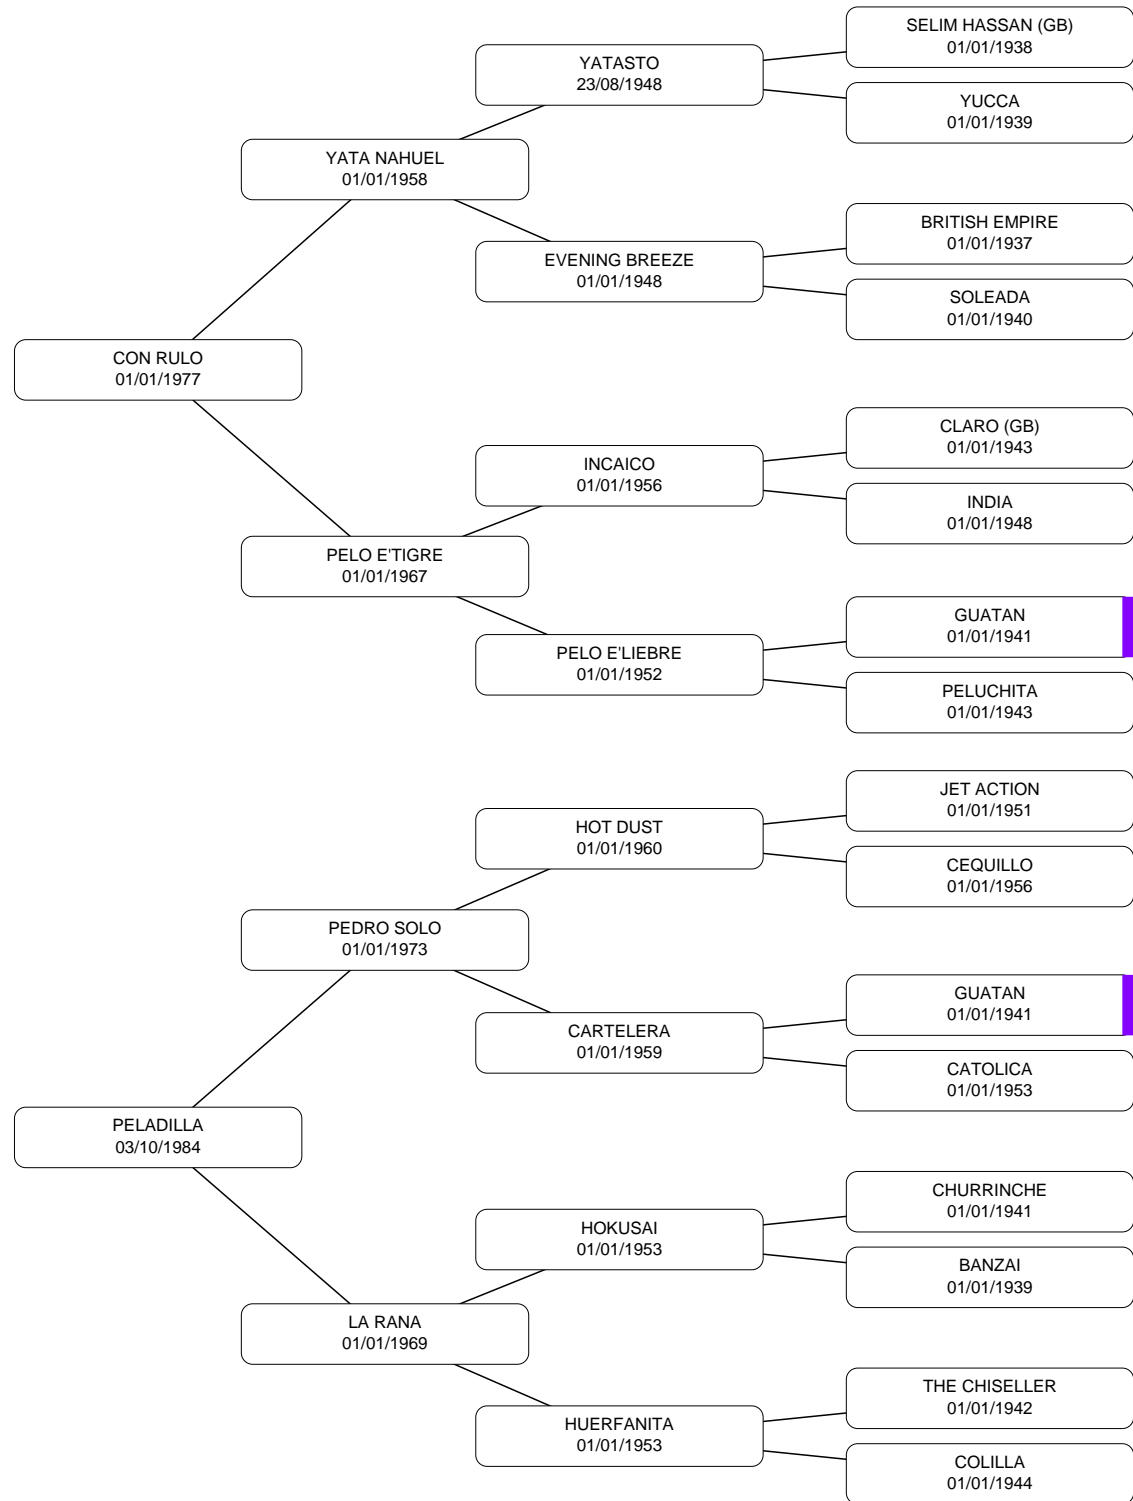 SELIM HASSAN (GB)
01/01/1938
YATASTO
23/08/1948
YUCCA
01/01/1939
YATA NAHUEL
01/01/1958
BRITISH EMPIRE
01/01/1937
EVENING BREEZE
01/01/1948
SOLEADA
01/01/1940
CON RULO
01/01/1977
CLARO (GB)
01/01/1943
INCAICO
01/01/1956
INDIA
01/01/1948
PELO E'TIGRE
01/01/1967
GUATAN
01/01/1941
PELO E'LIEBRE
01/01/1952
PELUCHITA
01/01/1943
JET ACTION
01/01/1951
HOT DUST
01/01/1960
CEQUILLO
01/01/1956
PEDRO SOLO
01/01/1973
GUATAN
01/01/1941
CARTELERA
01/01/1959
CATOLICA
01/01/1953
PELADILLA
03/10/1984
CHURRINCHE
01/01/1941
HOKUSAI
01/01/1953
BANZAI
01/01/1939
LA RANA
01/01/1969
THE CHISELLER
01/01/1942
HUERFANITA
01/01/1953
COLILLA
01/01/1944